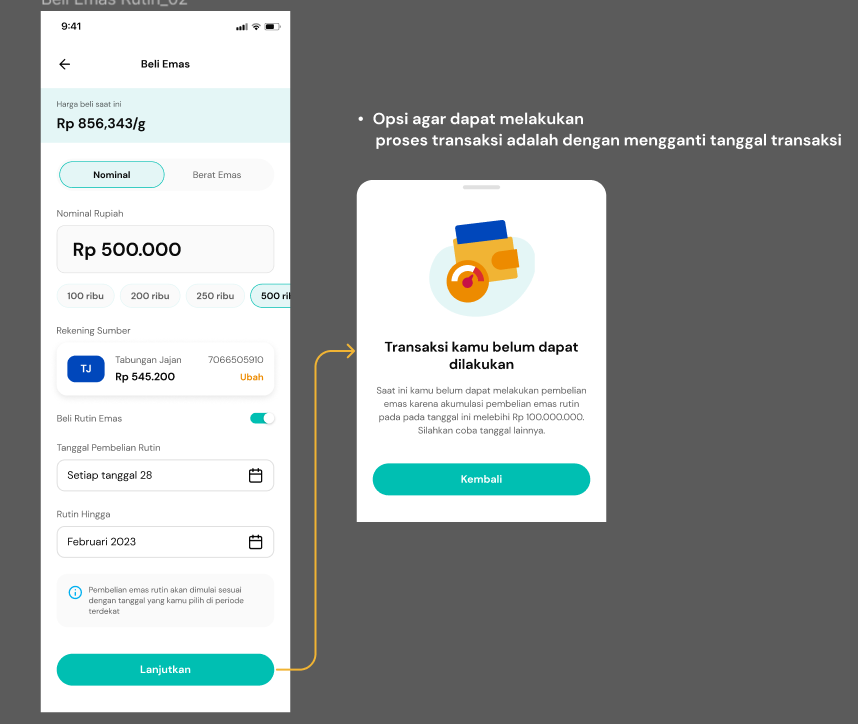 Beli Emas Rutin_02
9:41
Beli Emas
Harga beli saat ini
Rp 856,343/g
Nominal
Berat Emas
Nominal Rupiah
Rp 500.000
100 ribu
200 ribu
250 ribu
500 ri
Rekening Sumber
TJ
Tabungan Jajan
7066505910
Rp 545.200
Ubah
Beli Rutin Emas
Tanggal Pembelian Rutin
Setiap tanggal 28
Rutin Hingga
Februari 2023
Pembelian emas rutin akan dimulai sesuai
dengan tanggal yang kamu pilih di periode
terdekat
Lanjutkan
• Opsi agar dapat melakukan
proses transaksi adalah dengan mengganti tanggal transaksi
Transaksi kamu belum dapat
dilakukan
Saat ini kamu belum dapat melakukan pembelian
emas karena akumulasi pembelian emas rutin
pada pada tanggal ini melebihi Rp 100.000.000.
Silahkan coba tanggal lainnya.
Kembali